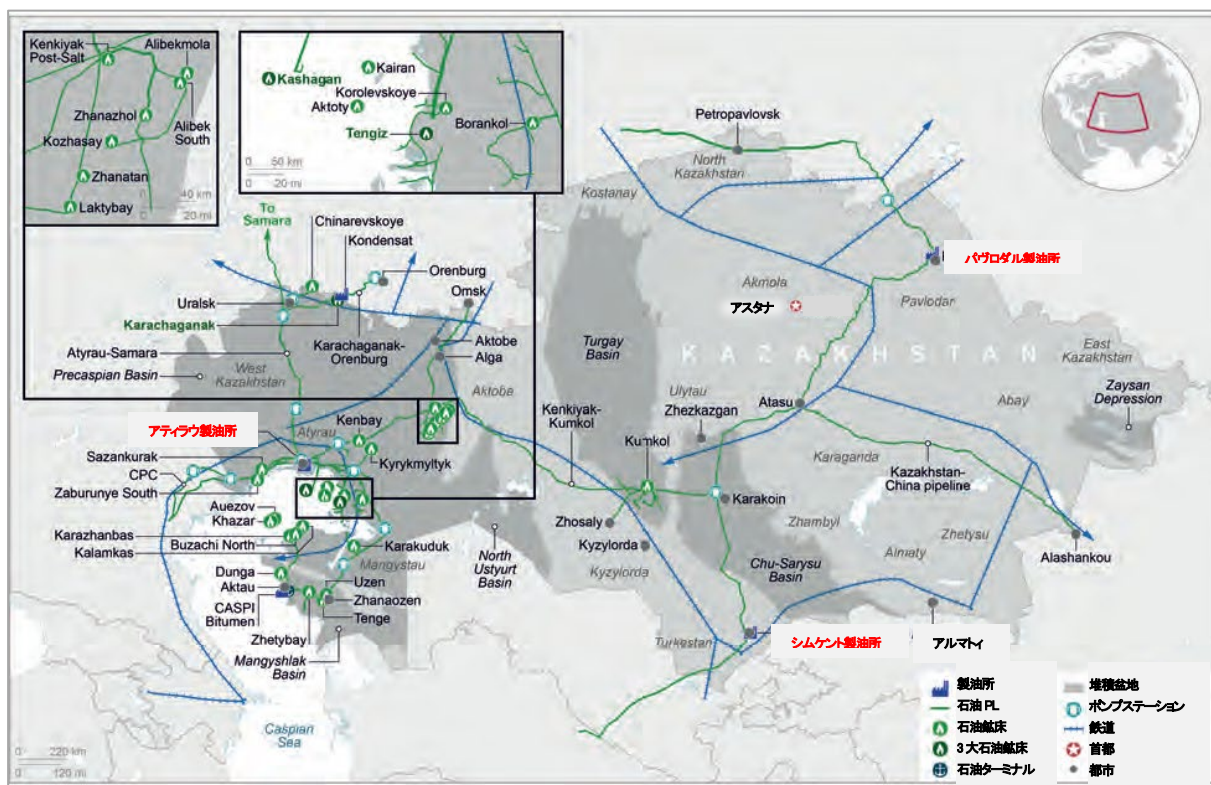 Kenkiyak
Post-Salt
Alibekmola
Zhanazhol
Kozhasay
Alibek
South
Zhanatan
Laktybay
0 40 km
0 20 mi
Kashagan
Kairan
Korolevskoye
Aktoty
Tengiz
Borankol
0 50 km
0 20 mi
To
Samara
Chinarevskoye
Kondensat
Orenburg
Omsk
Uralsk
Karachaganak
Karachaganak-
Orenburg
Aktobe
Alga
Atyrau-Samara
Precaspian Basin
West
Kazakhstan
Aktobe
アティラウ製油所
Atyrau
Kenbay
Sazankurak
Kyrykmyltyk
CPC
Zaburunye South
Auezov
Khazar
Karazhanbas
Kalamkas
Buzachi North
Karakuduk
Mangystau
Dunga
Aktau
CASPI
Bitumen
Uzen
Zhanaozen
Tenge
Zhetybay
Mangyshlak
Basin
North
Ustyurt
Basin
Caspian
Sea
0 220 km
0 120 mi
Petropavlovsk
North
Kazakhstan
Kostanay
パヴロダル製油所
Akmola
Pavlodar
アスタナ
Turgay
Basin
KAZAKHSTAN
East
Kazakhstan
Ulytau
Zhezkazgan
Atasu
Abay
Zaysan
Depression
Kenkiyak-
Kumkol
Kumkol
Karaganda
Kazakhstan-
China pipeline
Karakoin
Zhosaly
Kyzylorda
Kyzylorda
Zhambyl
Zhetysu
Almaty
Alashankou
Chu-Sarysu
Basin
Turkestan
シムケント製油所
アルマトイ
製油所
石油 PL
石油鉱床
3 大石油鉱床
石油ターミナル
堆積盆地
ポンプステーション
鉄道
首都
都市